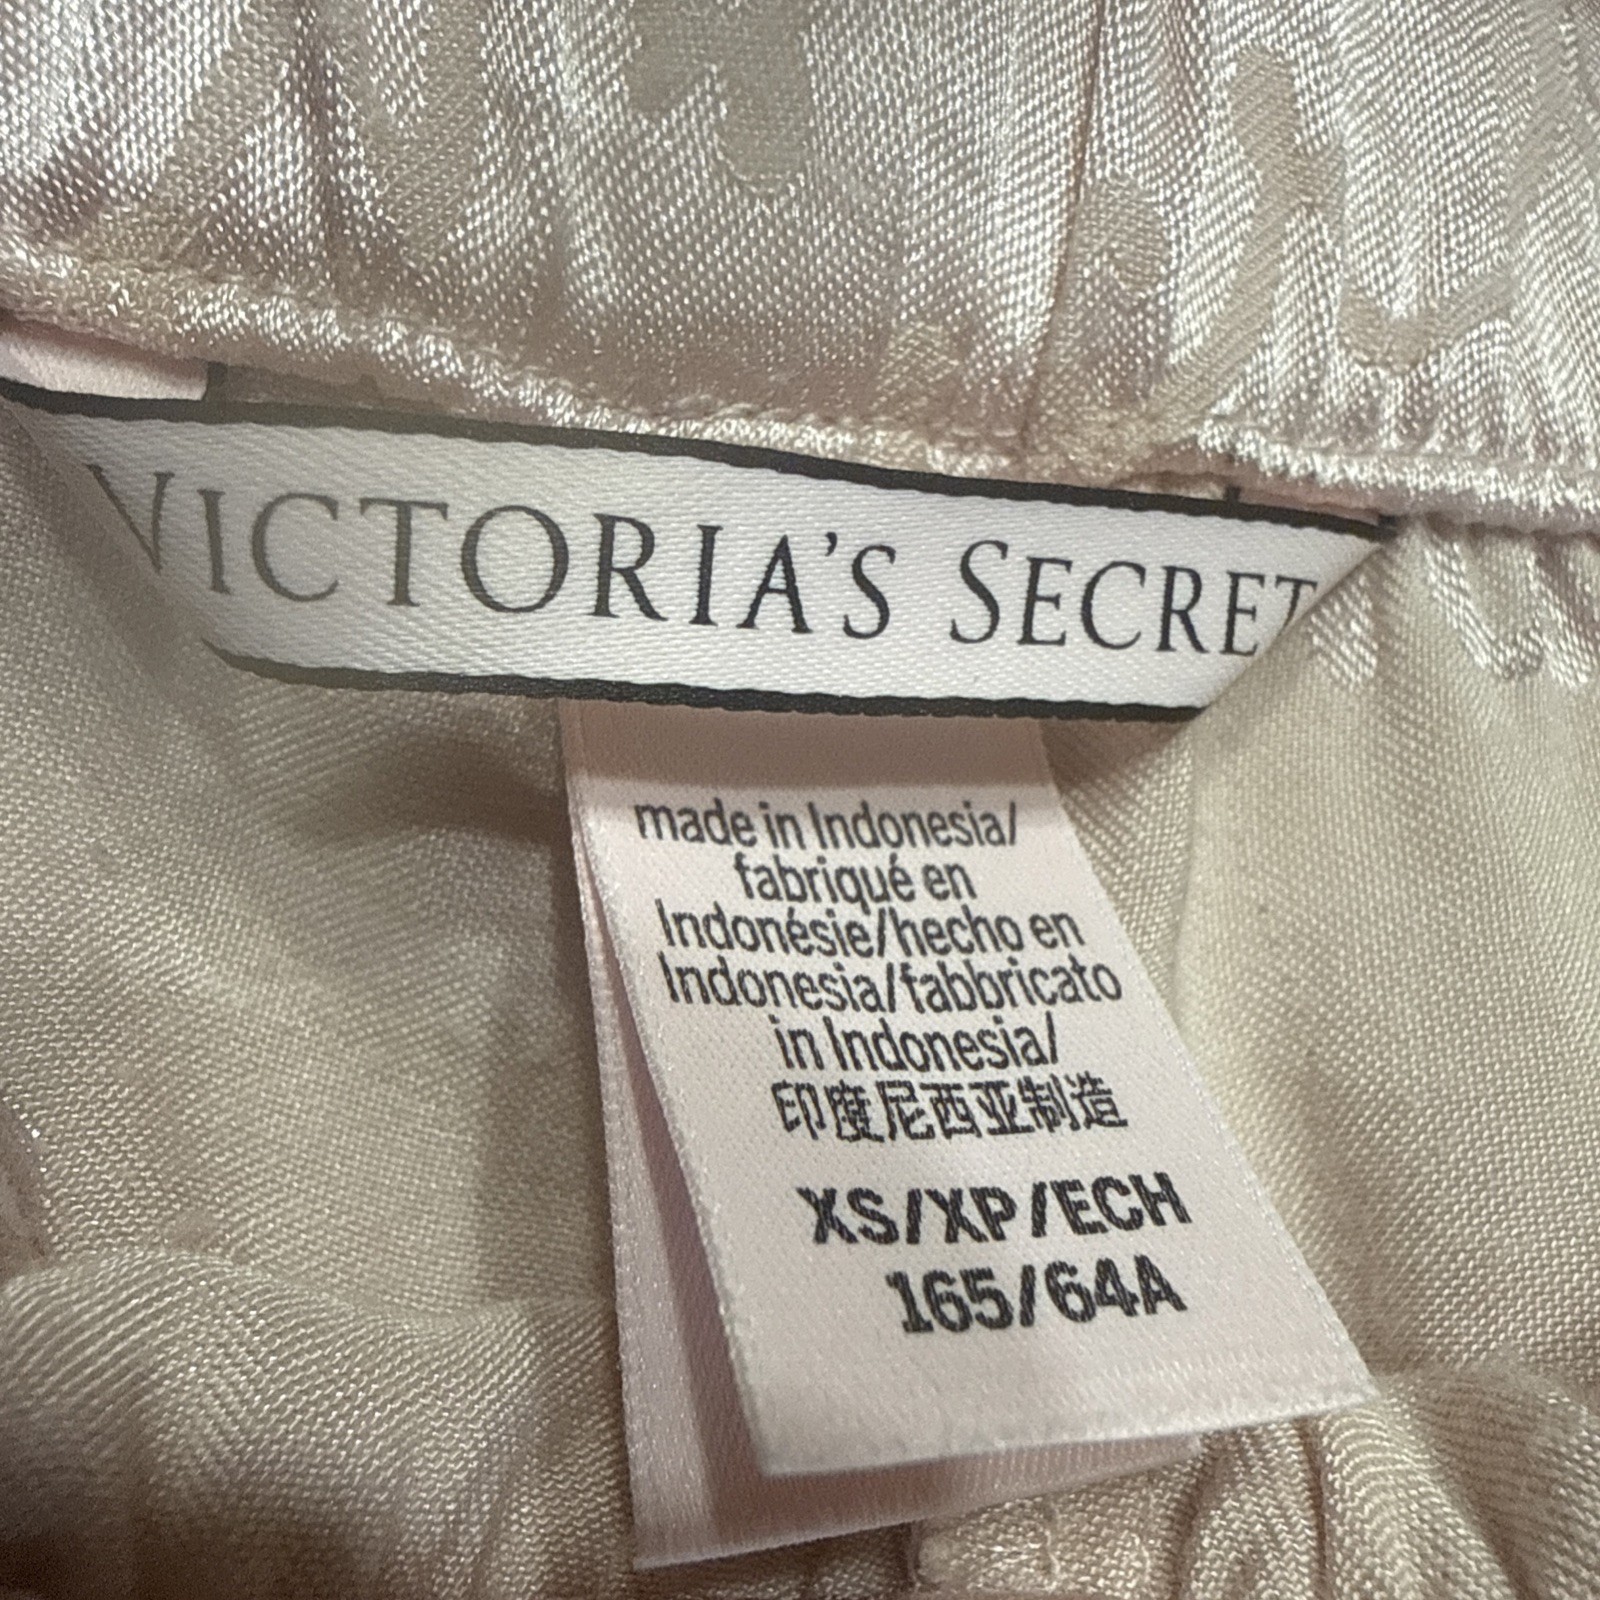 VICTORIA'S SECRET
made in Indonesia/
fabriqué en
Indonésie/hecho en
Indonesia/fabbricato
in Indonesia/
印度尼西亚制造
XS/XP/ECH
165/64A